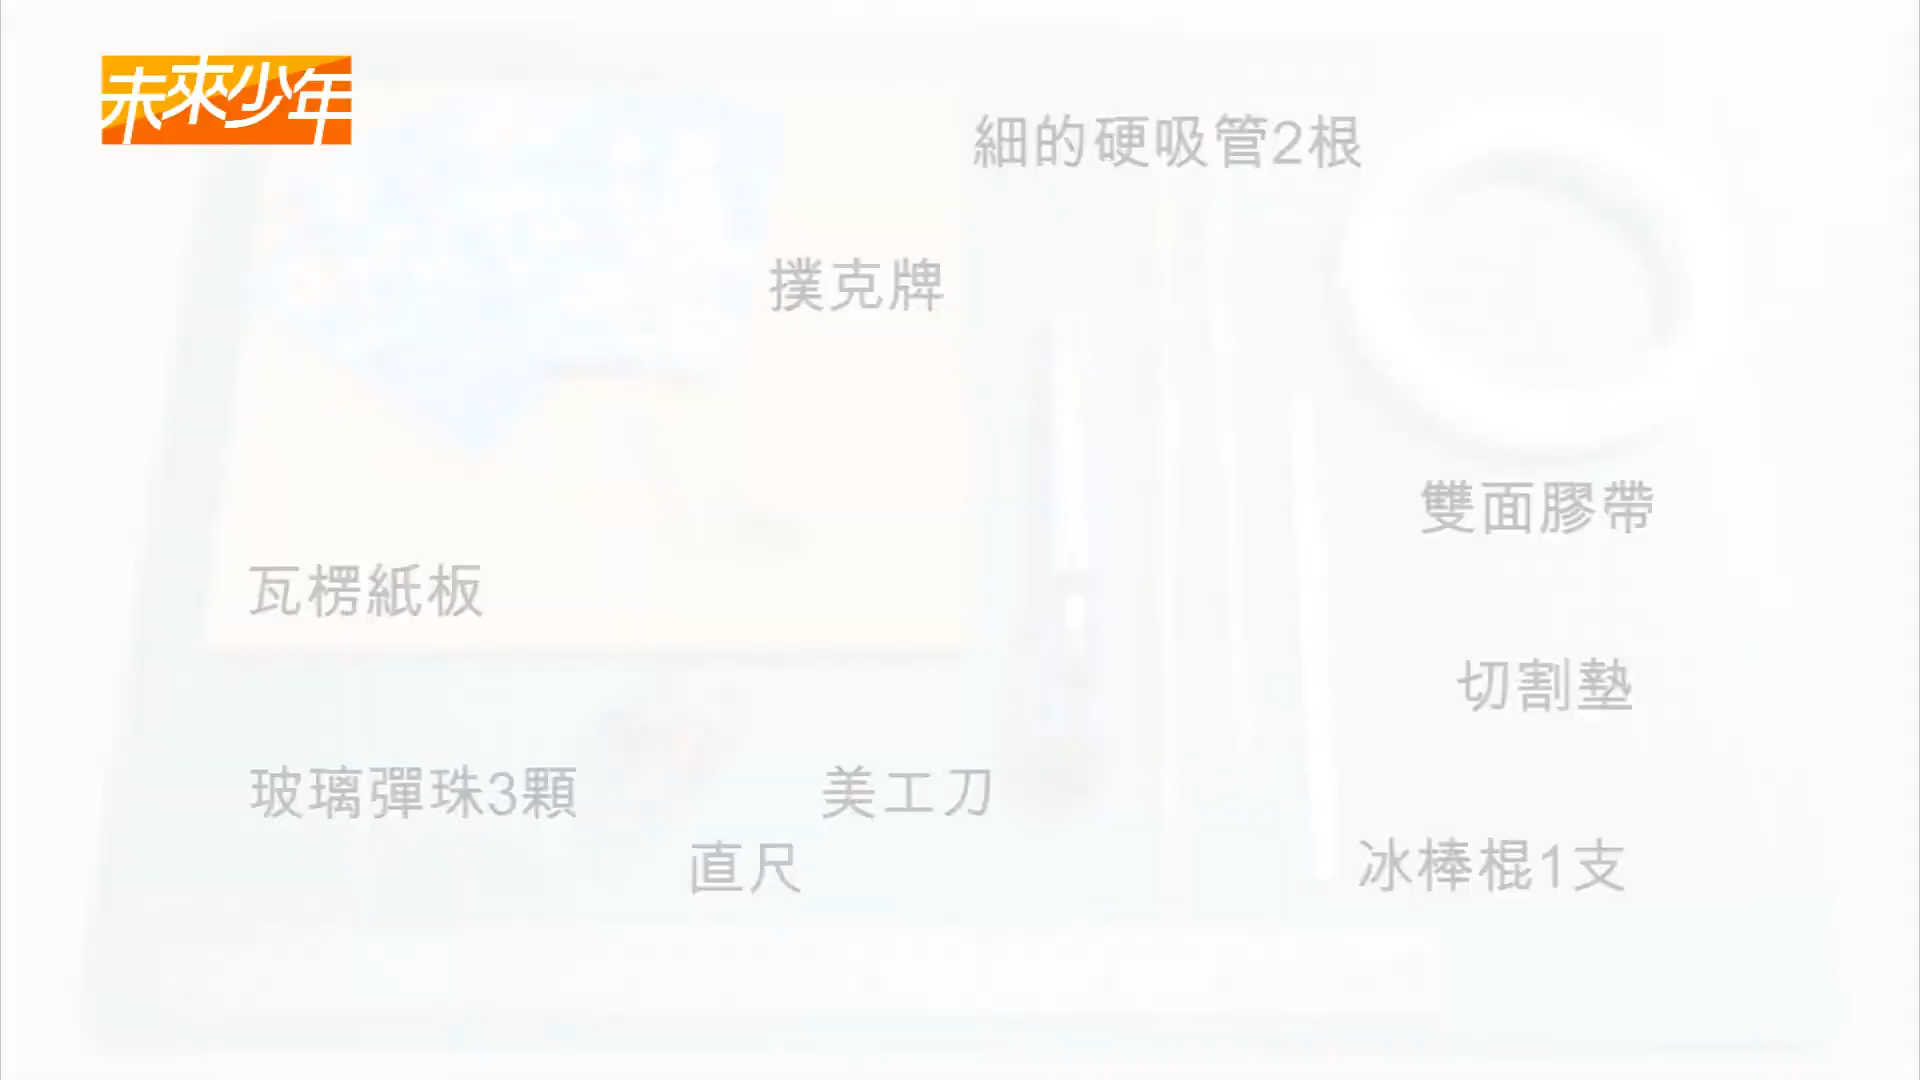 未來少年
細的硬吸管2根
撲克牌
雙面膠帶
瓦楞紙板
切割墊
玻璃彈珠3顆
美工刀
直尺
冰棒棍1支